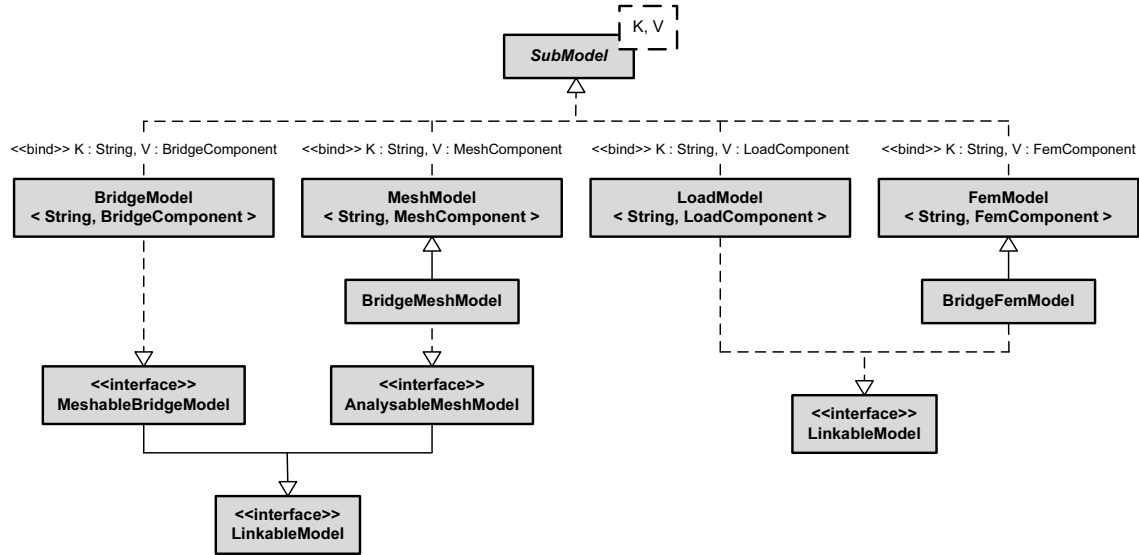 K, V
SubModel
<<bind>> K : String, V : BridgeComponent
<<bind>> K : String, V : MeshComponent
<<bind>> K : String, V : LoadComponent
<<bind>> K : String, V : FemComponent
BridgeModel
< String, BridgeComponent >
MeshModel
< String, MeshComponent >
LoadModel
< String, LoadComponent >
FemModel
< String, FemComponent >
BridgeMeshModel
BridgeFemModel
<<interface>>
MeshableBridgeModel
<<interface>>
AnalysableMeshModel
<<interface>>
LinkableModel
<<interface>>
LinkableModel